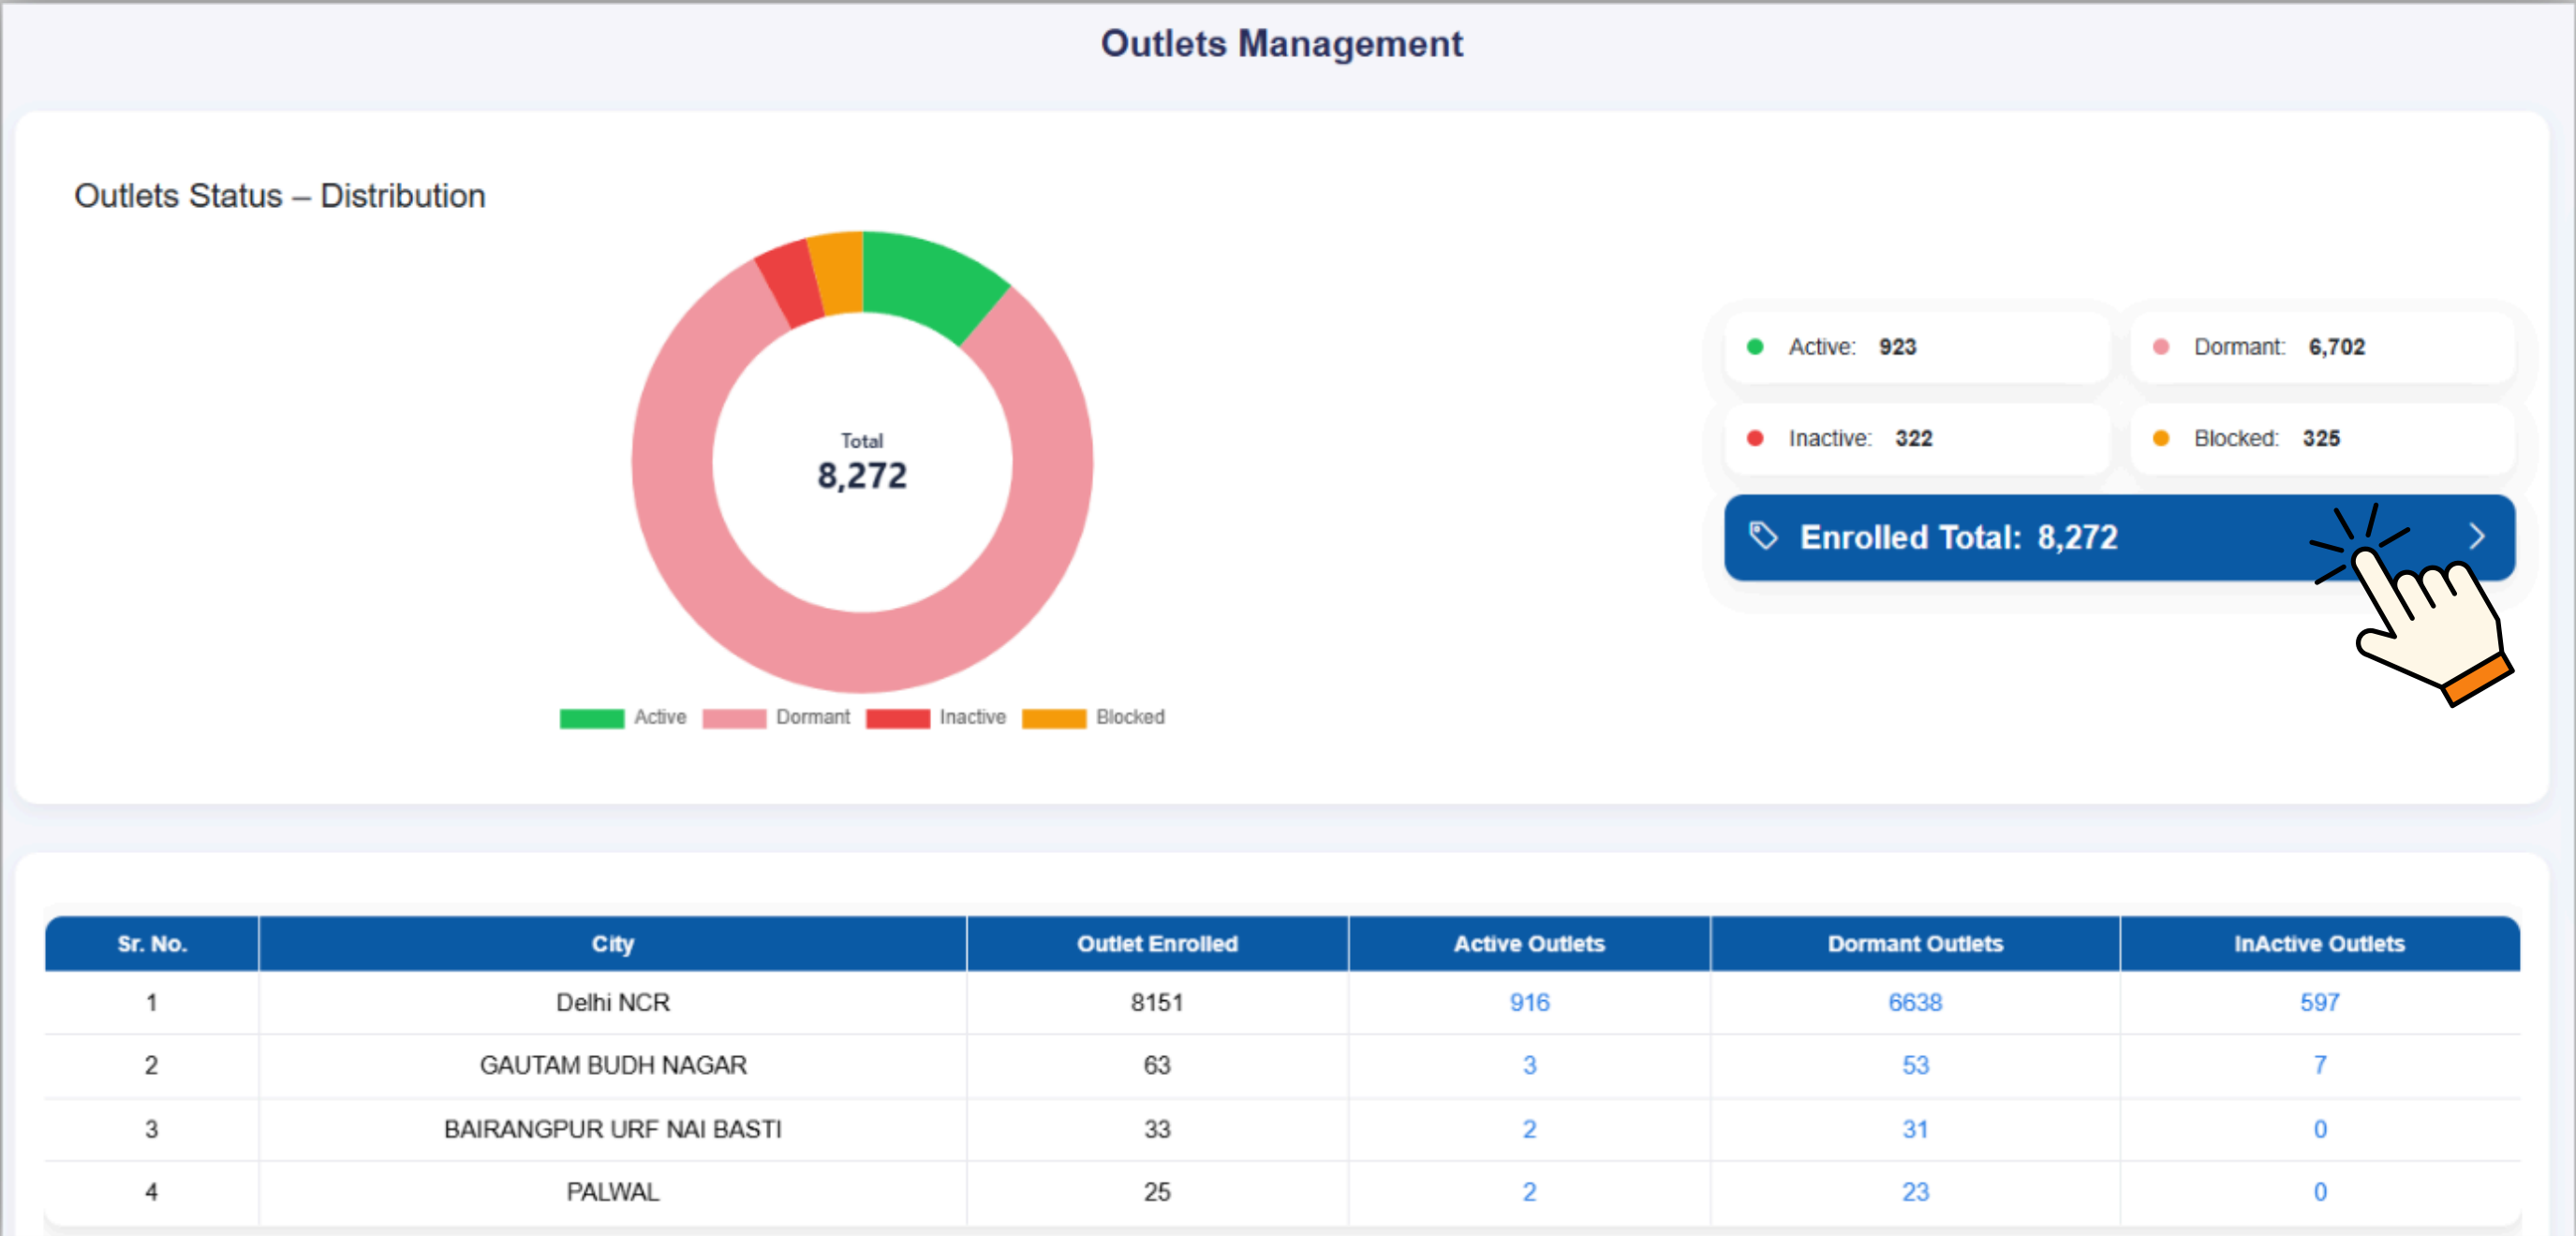 Outlets Management
Outlets Status – Distribution
Total
8,272
Active Dormant Inactive Blocked
Active: 923 Dormant: 6,702
Inactive: 322 Blocked: 325
Enrolled Total: 8,272
Sr. No. City Outlet Enrolled Active Outlets Dormant Outlets InActive Outlets
1 Delhi NCR 8151 916 6638 597
2 GAUTAM BUDH NAGAR 63 3 53 7
3 BAIRANGPUR URF NAI BASTI 33 2 31 0
4 PALWAL 25 2 23 0